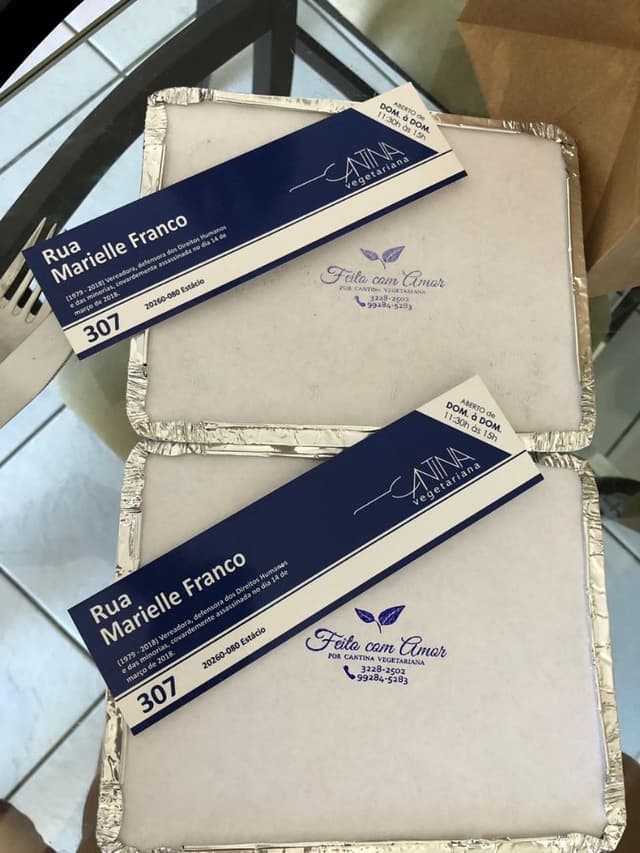 ABERTO de
DOM. à DOM.
11:30h às 15h
CANTINA
vegetariana
Rua
Marielle Franco
(1979 - 2018) Vereadora, defensora dos Direitos Humanos
e das minorias, covardemente assassinada no dia 14 de
março de 2018.
307
20260-080 Estácio
Feito com Amor
POR CANTINA VEGETARIANA
3228-2502
99284-5283
ABERTO de
DOM. à DOM.
11:30h às 15h
CANTINA
vegetariana
Rua
Marielle Franco
(1979 - 2018) Vereadora, defensora dos Direitos Humanos
e das minorias, covardemente assassinada no dia 14 de
março de 2018.
307
20260-080 Estácio
Feito com Amor
POR CANTINA VEGETARIANA
3228-2502
99284-5283